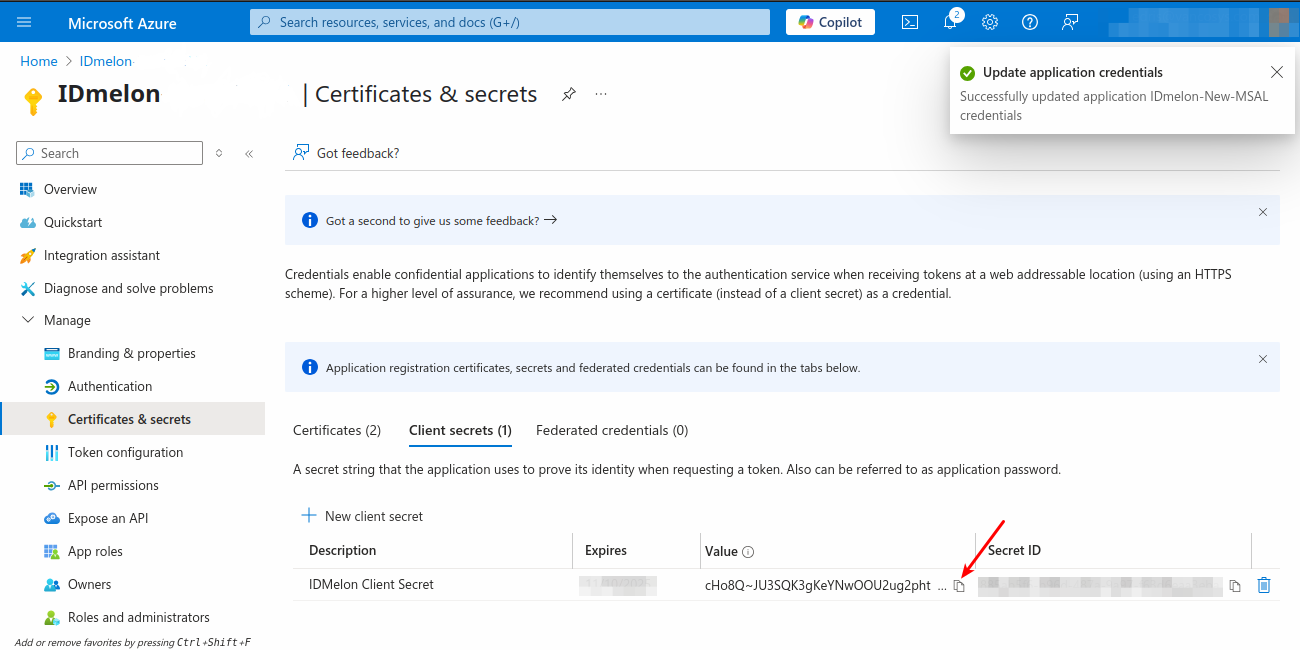 Microsoft Azure
Search resources, services, and docs (G+/)
Copilot
2
Home > IDmelon
IDmelon | Certificates & secrets ...
Update application credentials
Successfully updated application IDmelon-New-MSAL
credentials
Search
Got feedback?
Overview
Quickstart
Integration assistant
Diagnose and solve problems
Manage
Branding & properties
Authentication
Certificates & secrets
Token configuration
API permissions
Expose an API
App roles
Owners
Roles and administrators
Add or remove favorites by pressing Ctrl+Shift+F
Got a second to give us some feedback? →
Credentials enable confidential applications to identify themselves to the authentication service when receiving tokens at a web addressable location (using an HTTPS
scheme). For a higher level of assurance, we recommend using a certificate (instead of a client secret) as a credential.
Application registration certificates, secrets and federated credentials can be found in the tabs below.
Certificates (2) Client secrets (1) Federated credentials (0)
A secret string that the application uses to prove its identity when requesting a token. Also can be referred to as application password.
New client secret
Description Expires Value Secret ID
IDMelon Client Secret cHo8Q~JU3SQK3gKeYNwOOU2ug2pht ...